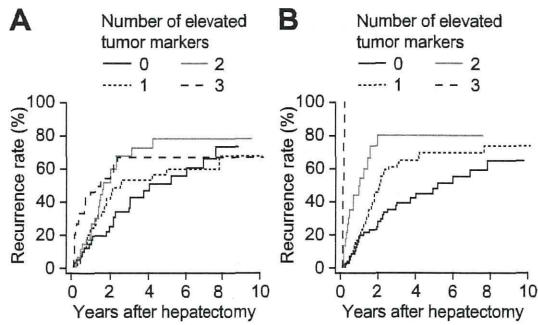 A
Number of elevated
tumor markers
0 2
1 3
Recurrence rate (%)
100
80
60
40
20
0
0 2 4 6 8 10
Years after hepatectomy
B
Number of elevated
tumor markers
0 2
1 3
Recurrence rate (%)
100
80
60
40
20
0
0 2 4 6 8 10
Years after hepatectomy